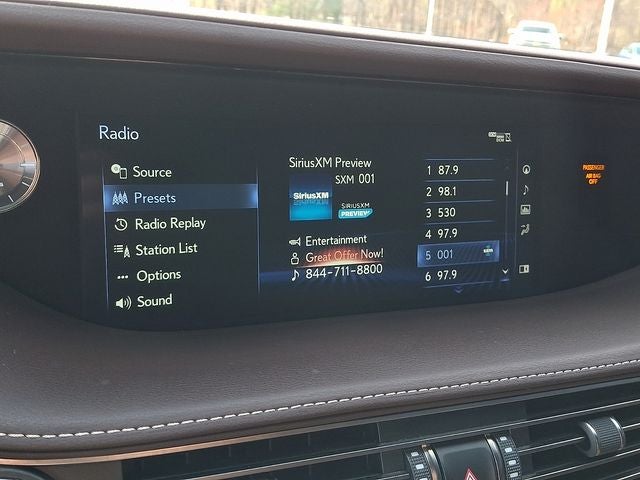 Radio
Source
Presets
Radio Replay
Station List
Options
Sound
SiriusXM Preview
SXM 001
SiriusXM
SIRIUSXM
PREVIEW
Entertainment
Great Offer Now!
844-711-8800
1 87.9
2 98.1
3 530
4 97.9
5 001
6 97.9
PASSENGER
AIR BAG
OFF